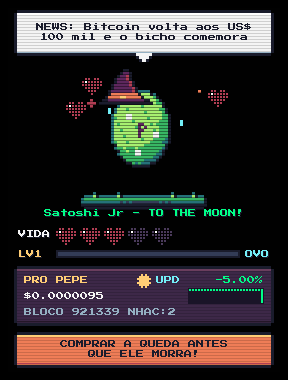 NEWS: Bitcoin volta aos US$
100 mil e o bicho comemora
Satoshi Jr - TO THE MOON!
VIDA
LV1 OVO
PRO PEPE UPD -5.00%
$0.0000095
BLOCO 921339 NHAC:2
COMPRAR A QUEDA ANTES
QUE ELE MORRA!